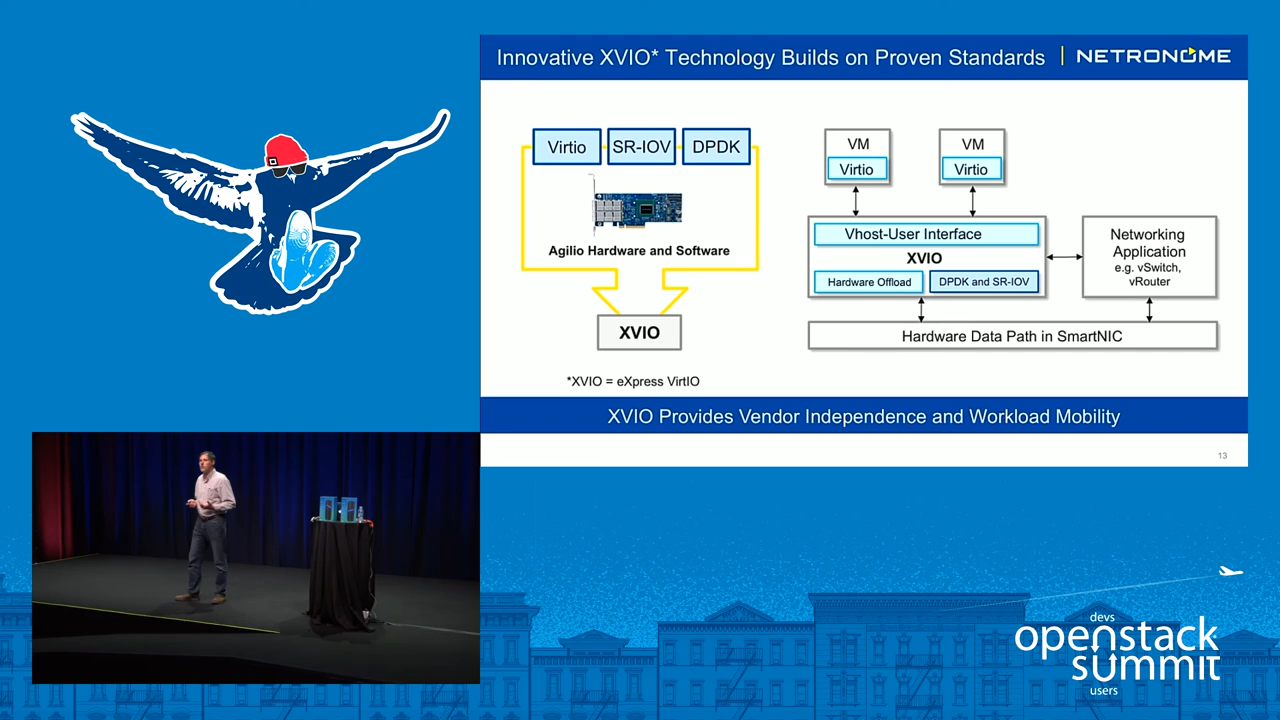 Innovative XVIO* Technology Builds on Proven Standards
NETRONOME
Virtio
SR-IOV
DPDK
Agilio Hardware and Software
XVIO
*XVIO = eXpress VirtIO
VM
Virtio
VM
Virtio
Vhost-User Interface
XVIO
Hardware Offload
DPDK and SR-IOV
Networking
Application
e.g. vSwitch,
vRouter
Hardware Data Path in SmartNIC
XVIO Provides Vendor Independence and Workload Mobility
13
devs
openstack
summit
users